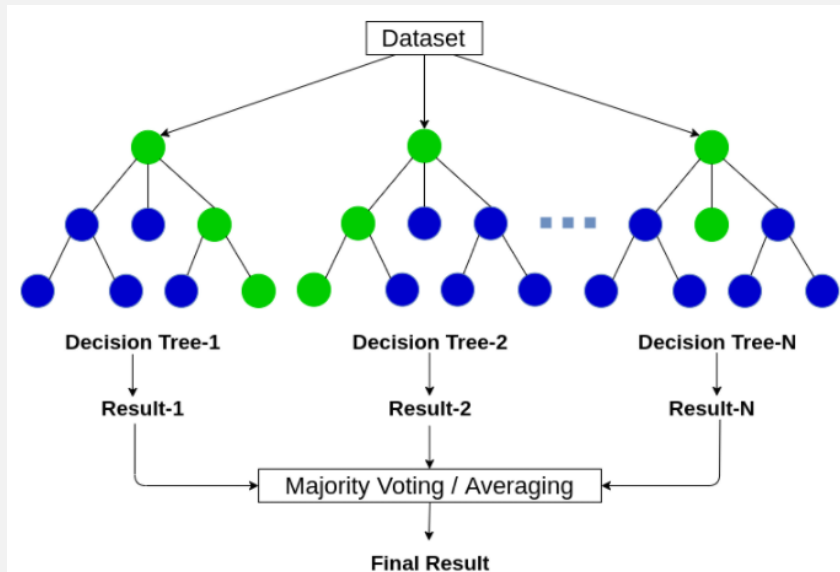 Dataset
Decision Tree-1
Decision Tree-2
Decision Tree-N
Result-1
Result-2
Result-N
Majority Voting / Averaging
Final Result